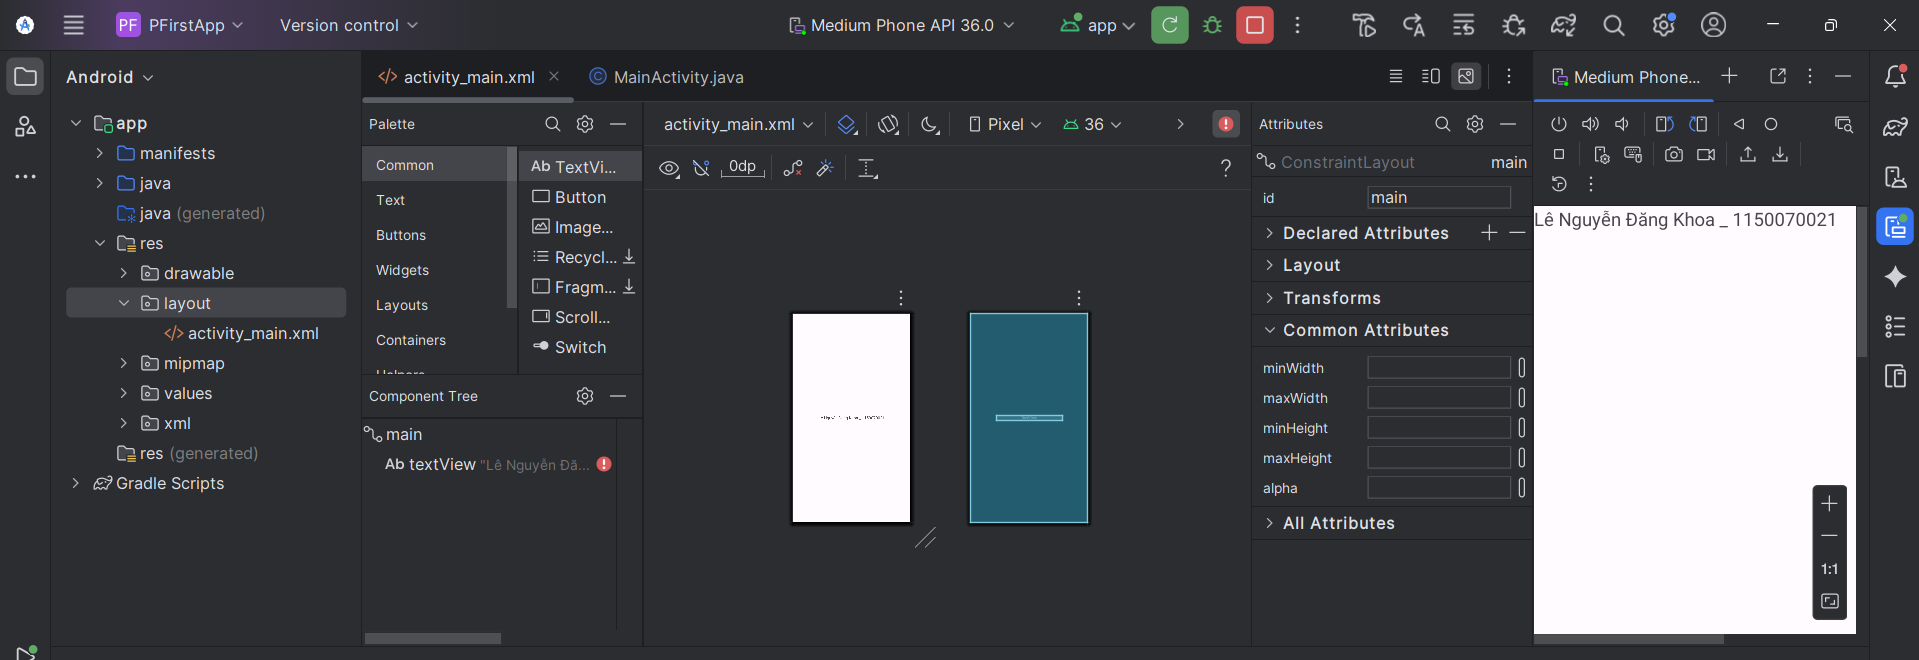 PF PFirstApp Version control Medium Phone API 36.0 app
Android
activity_main.xml MainActivity.java
Medium Phone...
app
manifests
java
java (generated)
res
drawable
layout
activity_main.xml
mipmap
values
xml
res (generated)
Gradle Scripts
Palette
Common
Text
Buttons
Widgets
Layouts
Containers
Helpers
Ab TextVi...
Button
Image...
Recycl...
Fragm...
Scroll...
Switch
Component Tree
main
Ab textView "Lê Nguyễn Đă...
activity_main.xml Pixel 36
0dp ?
Attributes
ConstraintLayout main
id main
Declared Attributes
Layout
Transforms
Common Attributes
minWidth
maxWidth
minHeight
maxHeight
alpha
All Attributes
Lê Nguyễn Đăng Khoa _ 1150070021
1:1